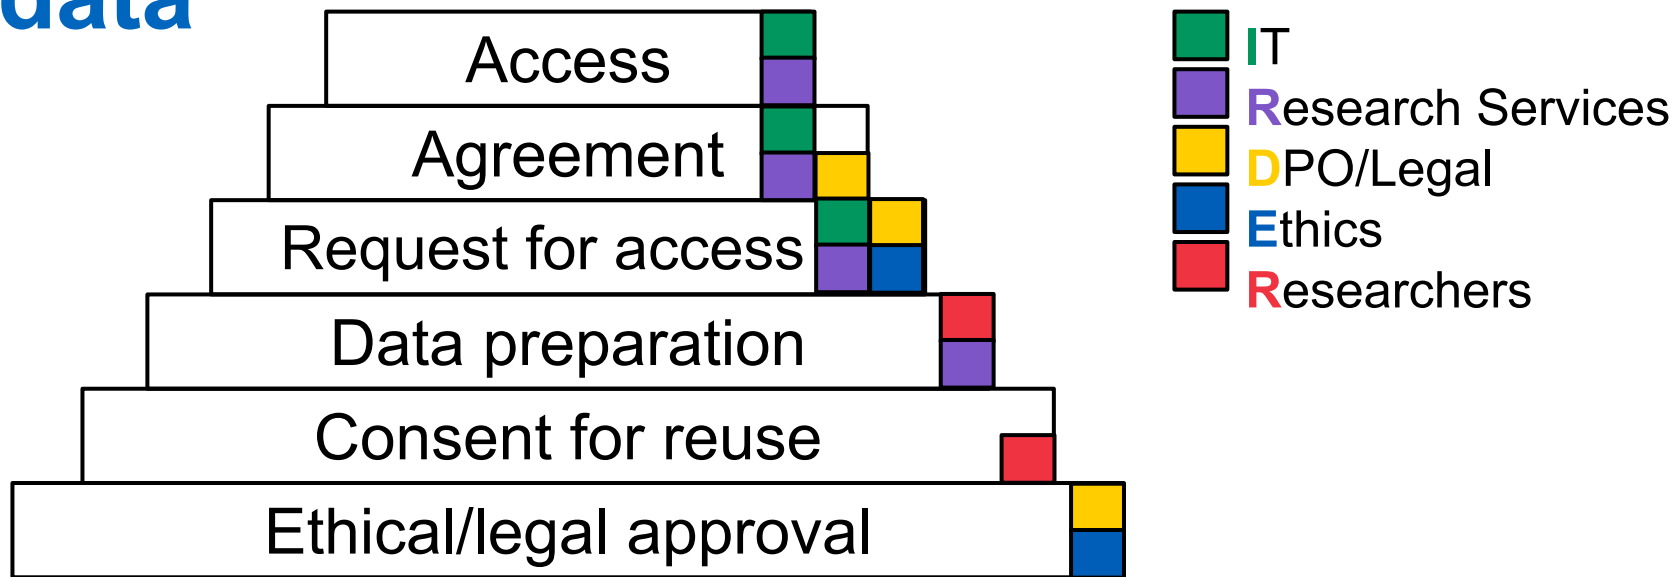 data
Access
Agreement
Request for access
Data preparation
Consent for reuse
Ethical/legal approval
IT
Research Services
DPO/Legal
Ethics
Researchers